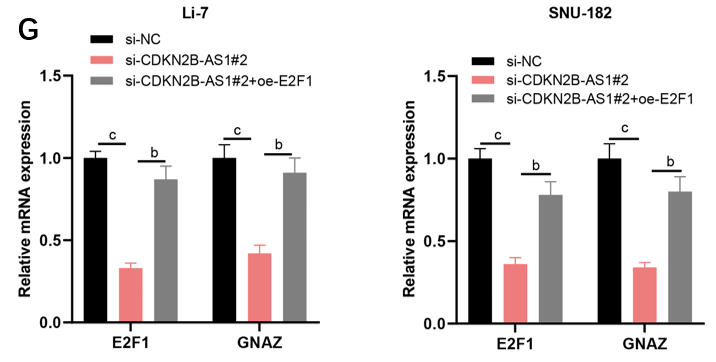 G
Li-7
si-NC
si-CDKN2B-AS1#2
si-CDKN2B-AS1#2+oe-E2F1
Relative mRNA expression
1.5
1.0
0.5
0.0
c
b
c
b
E2F1
GNAZ
SNU-182
si-NC
si-CDKN2B-AS1#2
si-CDKN2B-AS1#2+oe-E2F1
Relative mRNA expression
1.5
1.0
0.5
0.0
c
b
c
b
E2F1
GNAZ